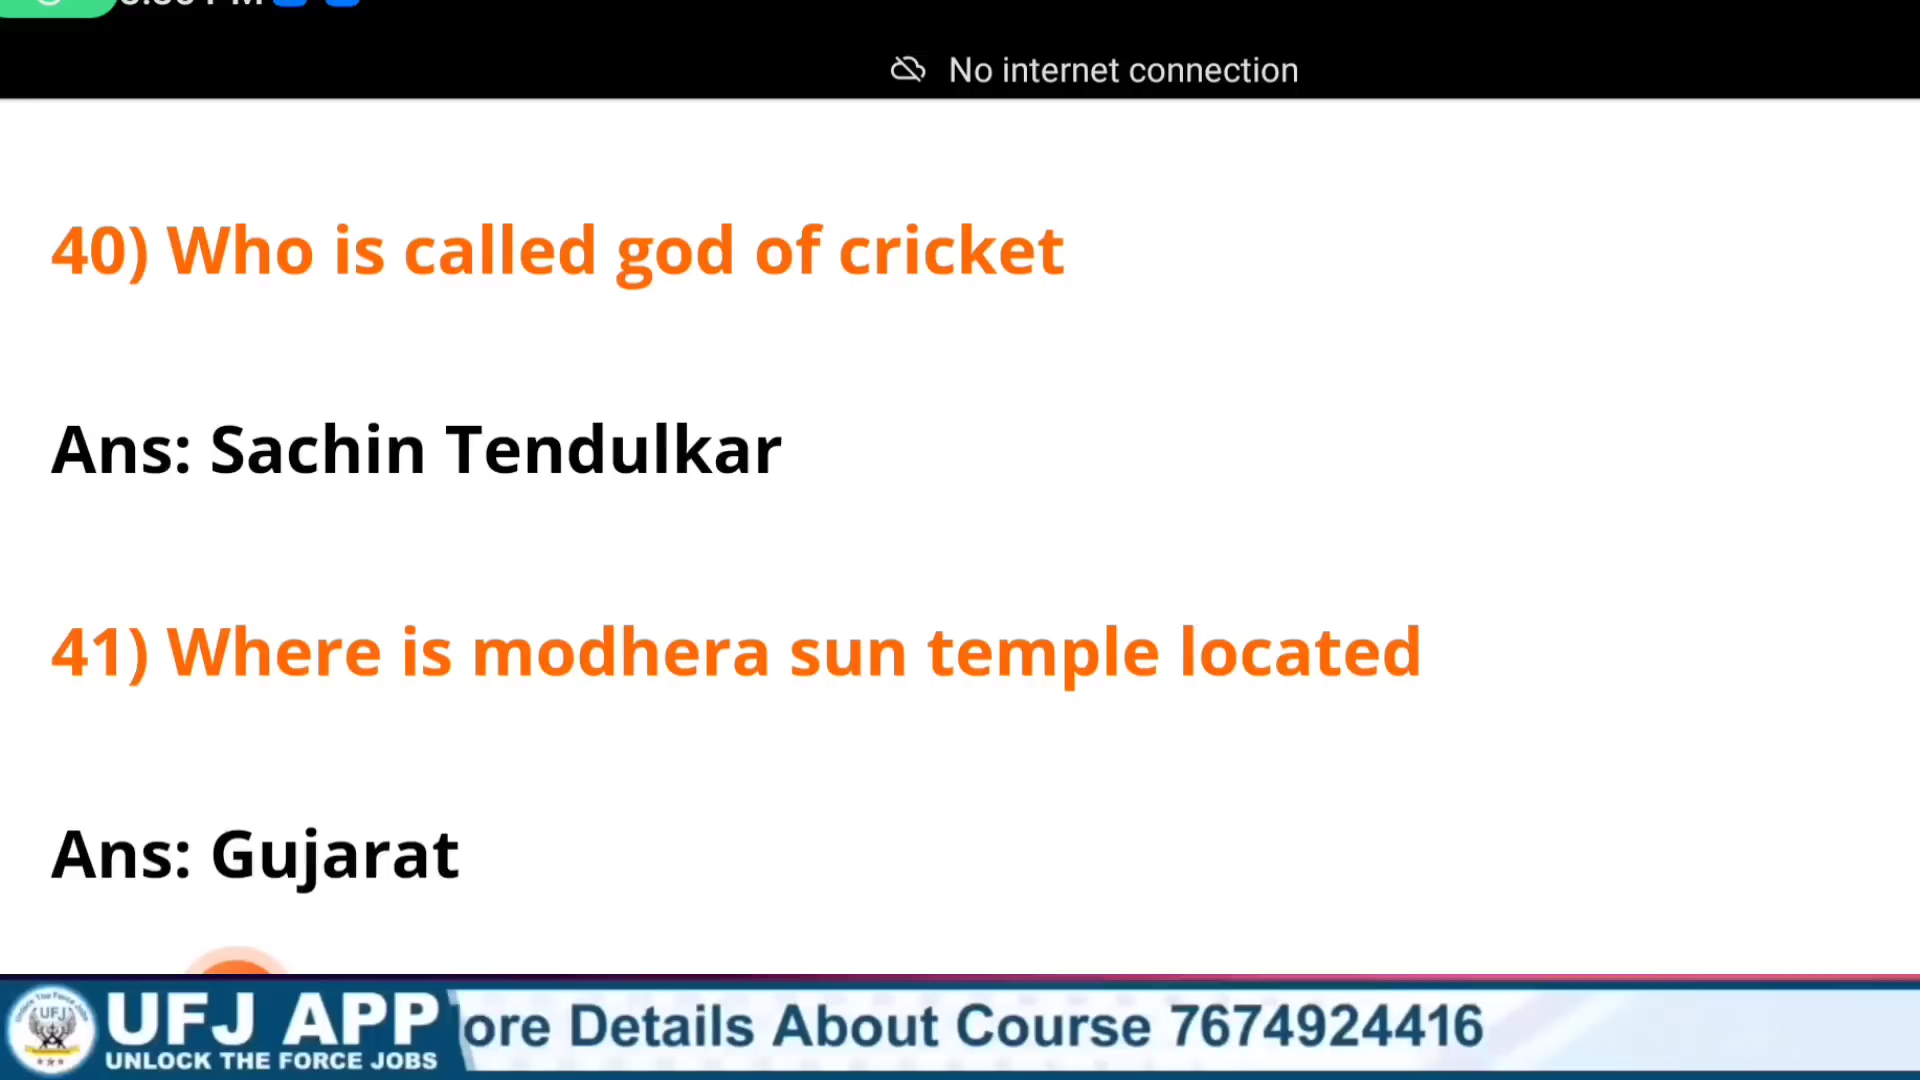 No internet connection
40) Who is called god of cricket
Ans: Sachin Tendulkar
41) Where is modhera sun temple located
Ans: Gujarat
UFJ APP
UNLOCK THE FORCE JOBS
ore Details About Course 7674924416